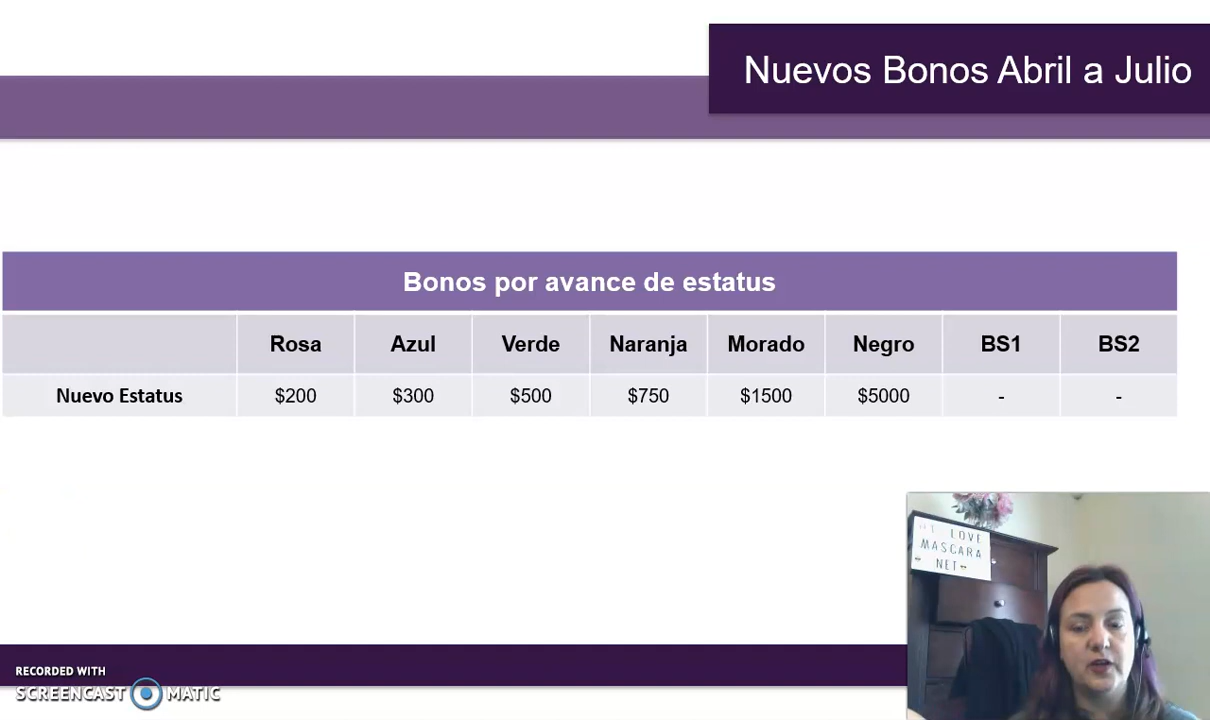 Nuevos Bonos Abril a Julio
Bonos por avance de estatus
Rosa Azul Verde Naranja Morado Negro BS1 BS2
Nuevo Estatus $200 $300 $500 $750 $1500 $5000 - -
LOVE
MASCARA
NET
RECORDED WITH
SCREENCAST MATIC